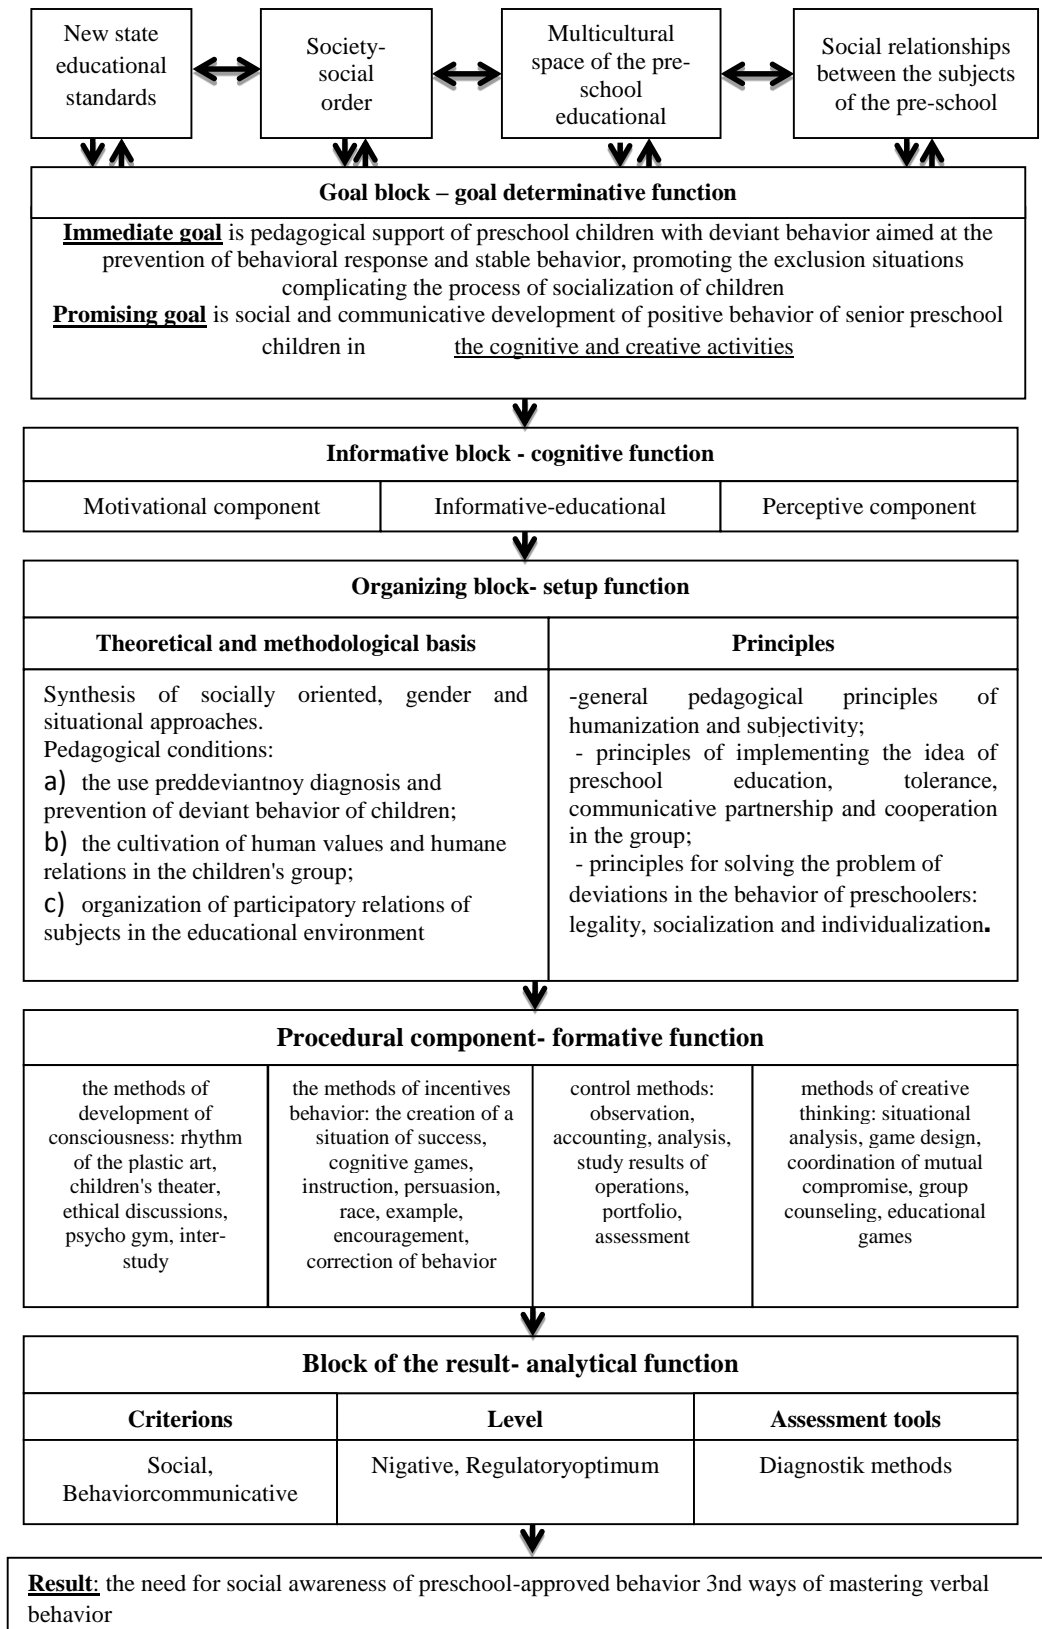 New state
educational
standards
Society-
social
order
Multicultural
space of the pre-
school
educational
Social relationships
between the subjects
of the pre-school
Goal block – goal determinative function
Immediate goal is pedagogical support of preschool children with deviant behavior aimed at the
prevention of behavioral response and stable behavior, promoting the exclusion situations
complicating the process of socialization of children
Promising goal is social and communicative development of positive behavior of senior preschool
children in the cognitive and creative activities
Informative block - cognitive function
Motivational component
Informative-educational
Perceptive component
Organizing block- setup function
Theoretical and methodological basis
Synthesis of socially oriented, gender and
situational approaches.
Pedagogical conditions:
a) the use preddeviantnoy diagnosis and
prevention of deviant behavior of children;
b) the cultivation of human values and humane
relations in the children's group;
c) organization of participatory relations of
subjects in the educational environment
Principles
-general pedagogical principles of
humanization and subjectivity;
- principles of implementing the idea of
preschool education, tolerance,
communicative partnership and cooperation
in the group;
- principles for solving the problem of
deviations in the behavior of preschoolers:
legality, socialization and individualization.
Procedural component- formative function
the methods of
development of
consciousness: rhythm
of the plastic art,
children's theater,
ethical discussions,
psycho gym, inter-
study
the methods of incentives
behavior: the creation of a
situation of success,
cognitive games,
instruction, persuasion,
race, example,
encouragement,
correction of behavior
control methods:
observation,
accounting, analysis,
study results of
operations,
portfolio,
assessment
methods of creative
thinking: situational
analysis, game design,
coordination of mutual
compromise, group
counseling, educational
games
Block of the result- analytical function
Criterions
Level
Assessment tools
Social,
Behaviorcommunicative
Nigative, Regulatoryoptimum
Diagnostik methods
Result: the need for social awareness of preschool-approved behavior 3nd ways of mastering verbal
behavior